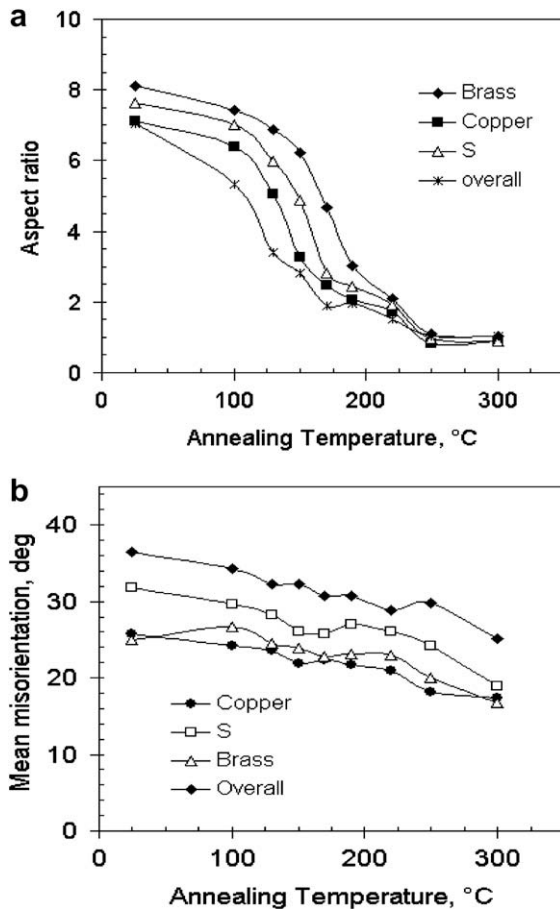 a
10
8
6
4
2
0
Aspect ratio
Brass
Copper
S
overall
0 100 200 300
Annealing Temperature, °C
b
40
30
20
10
0
Mean misorientation, deg
Copper
S
Brass
Overall
0 100 200 300
Annealing Temperature, °C